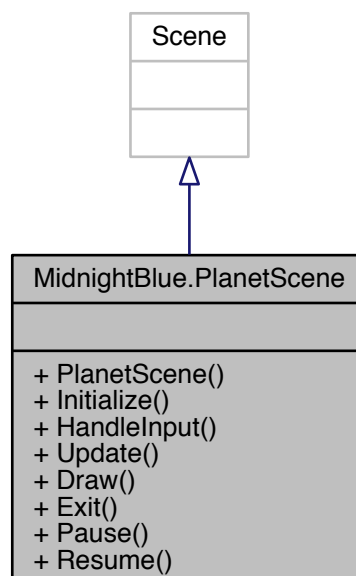 Scene
MidnightBlue.PlanetScene
+ PlanetScene()
+ Initialize()
+ HandleInput()
+ Update()
+ Draw()
+ Exit()
+ Pause()
+ Resume()